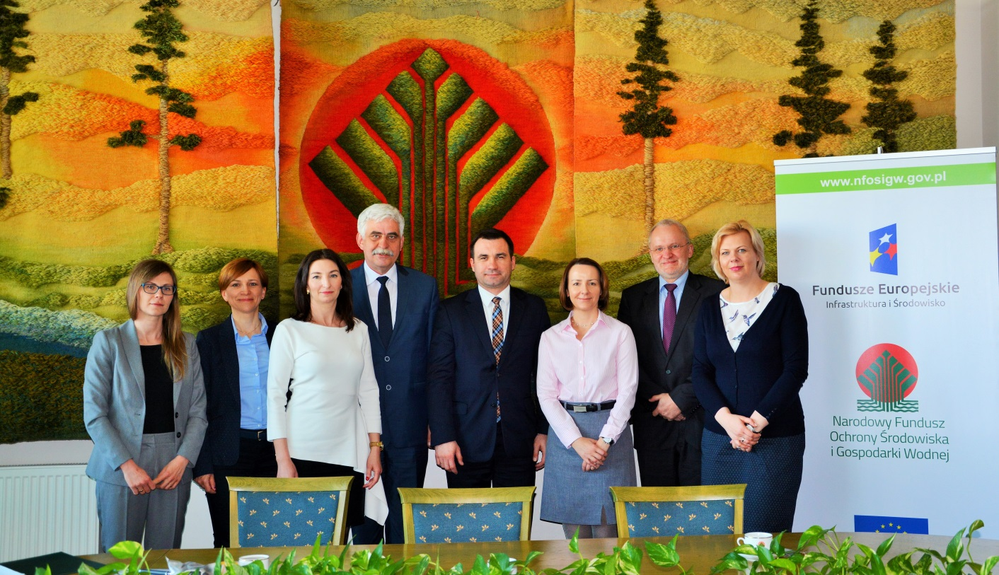 www.nfosigw.gov.pl
Fundusze Europejskie
Infrastruktura i Środowisko
Narodowy Fundusz
Ochrony Środowiska
i Gospodarki Wodnej